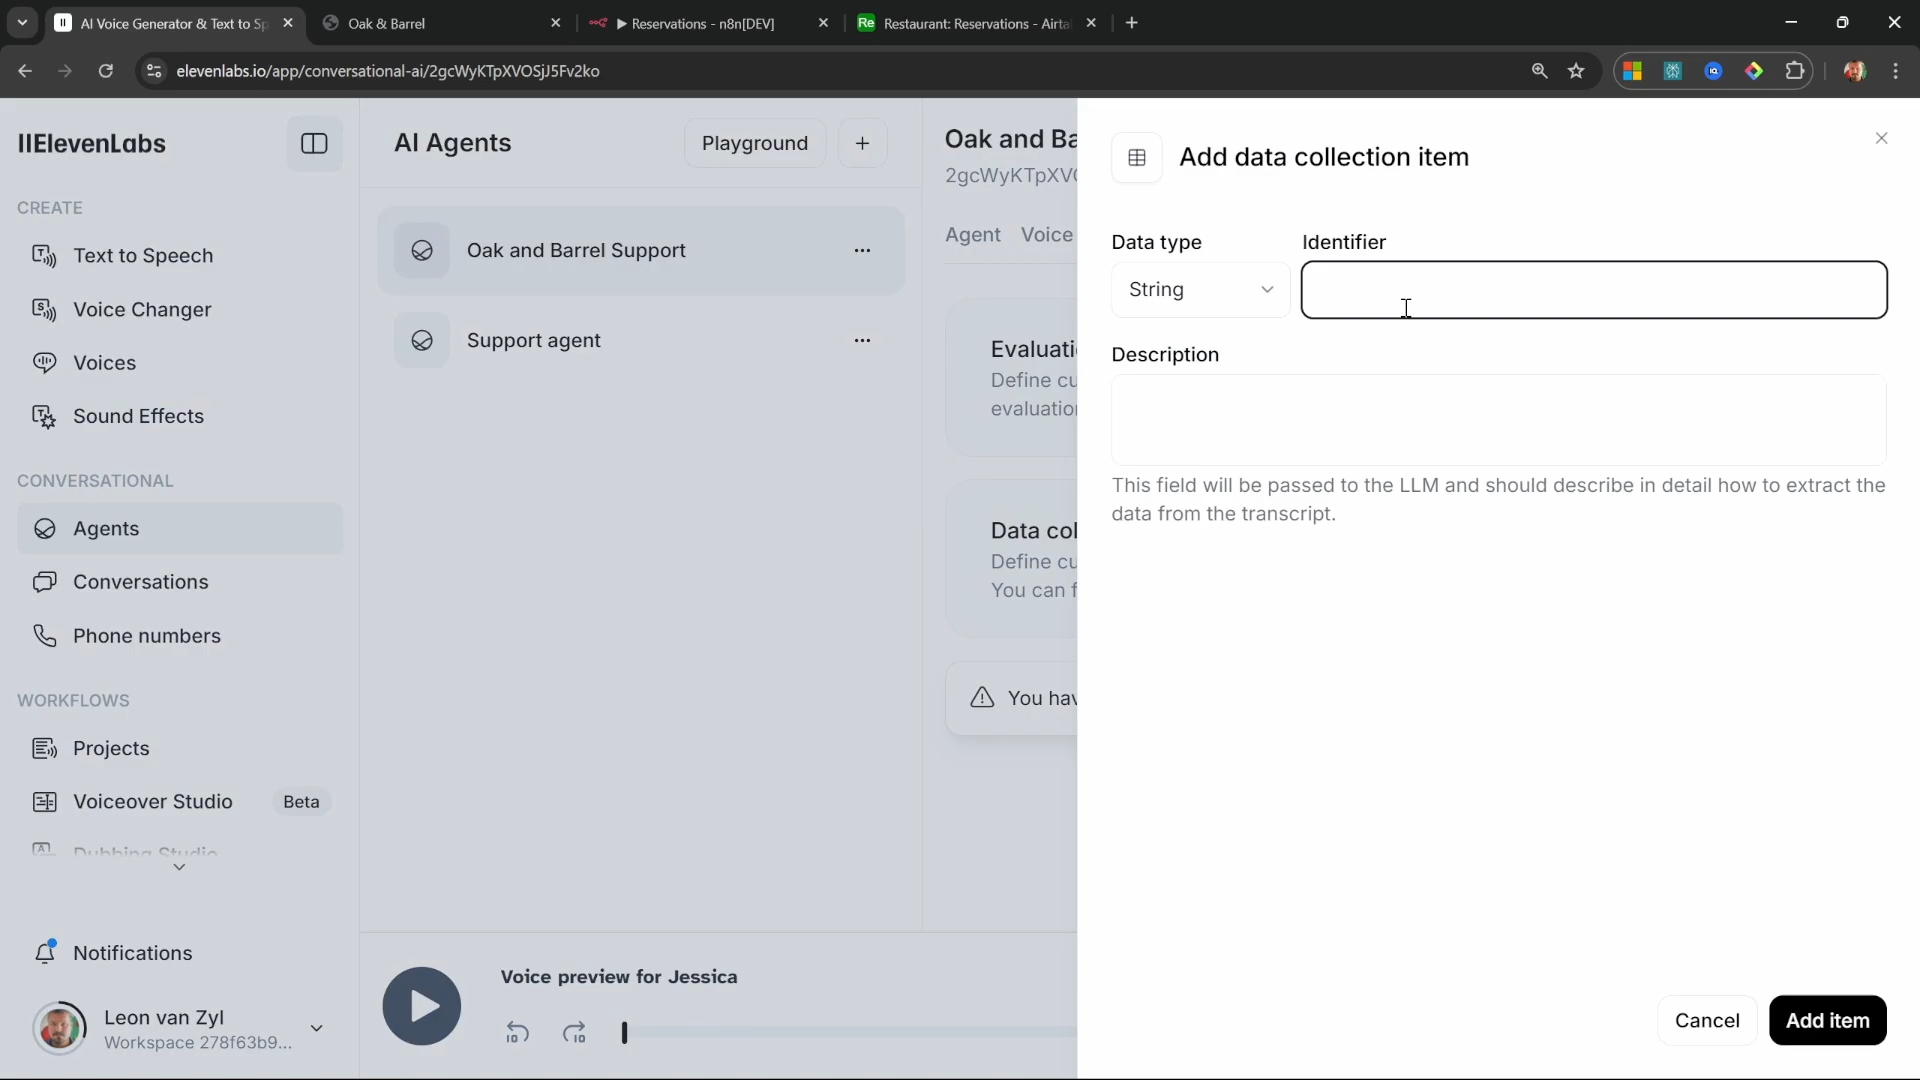 AI Voice Generator & Text to Sp
Oak & Barrel
▶ Reservations - n8n[DEV]
Re
Restaurant: Reservations - Airta
elevenlabs.io/app/conversational-ai/2gcWyKTpXVOSjJ5Fv2ko
IIElevenLabs
CREATE
Text to Speech
Voice Changer
Voices
Sound Effects
CONVERSATIONAL
Agents
Conversations
Phone numbers
WORKFLOWS
Projects
Voiceover Studio Beta
Dubbing Studio
Notifications
Leon van Zyl
Workspace 278f63b9...
AI Agents
Playground
Oak and Barrel Support
Support agent
Oak and Ba
2gcWyKTpXV
Agent Voice
Evaluati
Define cu
evaluation
Data col
Define cu
You can f
You hav
Voice preview for Jessica
Add data collection item
Data type Identifier
String
Description
This field will be passed to the LLM and should describe in detail how to extract the
data from the transcript.
Cancel Add item